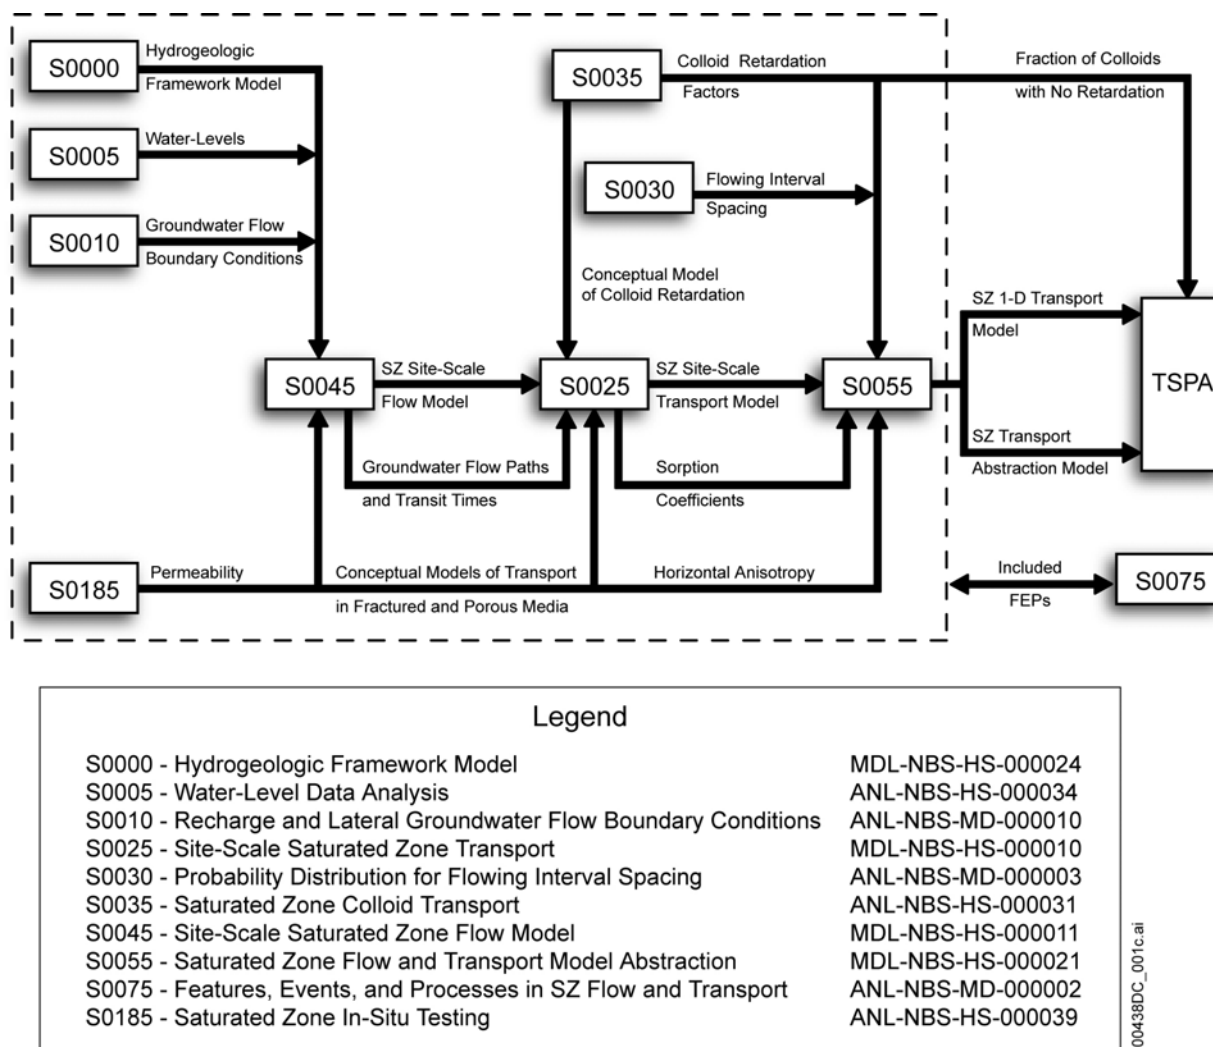 S0000
Hydrogeologic
Framework Model
S0005
Water-Levels
S0010
Groundwater Flow
Boundary Conditions
S0035
Colloid Retardation
Factors
Fraction of Colloids
with No Retardation
S0030
Flowing Interval
Spacing
Conceptual Model
of Colloid Retardation
SZ 1-D Transport
Model
TSPA
S0045
SZ Site-Scale
Flow Model
S0025
SZ Site-Scale
Transport Model
S0055
SZ Transport
Abstraction Model
Groundwater Flow Paths
and Transit Times
Sorption
Coefficients
S0185
Permeability
Conceptual Models of Transport
in Fractured and Porous Media
Horizontal Anisotropy
Included
FEPs
S0075
Legend
S0000 - Hydrogeologic Framework Model MDL-NBS-HS-000024
S0005 - Water-Level Data Analysis ANL-NBS-HS-000034
S0010 - Recharge and Lateral Groundwater Flow Boundary Conditions ANL-NBS-MD-000010
S0025 - Site-Scale Saturated Zone Transport MDL-NBS-HS-000010
S0030 - Probability Distribution for Flowing Interval Spacing ANL-NBS-MD-000003
S0035 - Saturated Zone Colloid Transport ANL-NBS-HS-000031
S0045 - Site-Scale Saturated Zone Flow Model MDL-NBS-HS-000011
S0055 - Saturated Zone Flow and Transport Model Abstraction MDL-NBS-HS-000021
S0075 - Features, Events, and Processes in SZ Flow and Transport ANL-NBS-MD-000002
S0185 - Saturated Zone In-Situ Testing ANL-NBS-HS-000039
00438DC_001c.ai